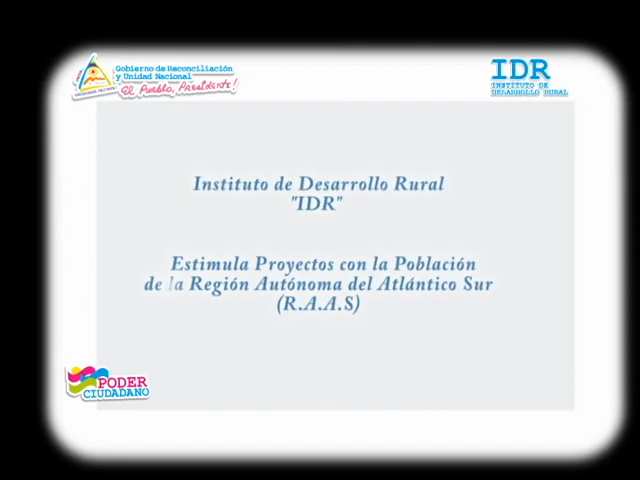 Gobierno de Reconciliación
y Unidad Nacional
El Pueblo, Presidente!
IDR
INSTITUTO DE
DESARROLLO RURAL
Instituto de Desarrollo Rural
"IDR"
Estimula Proyectos con la Población
de la Región Autónoma del Atlántico Sur
(R.A.A.S)
PODER
CIUDADANO